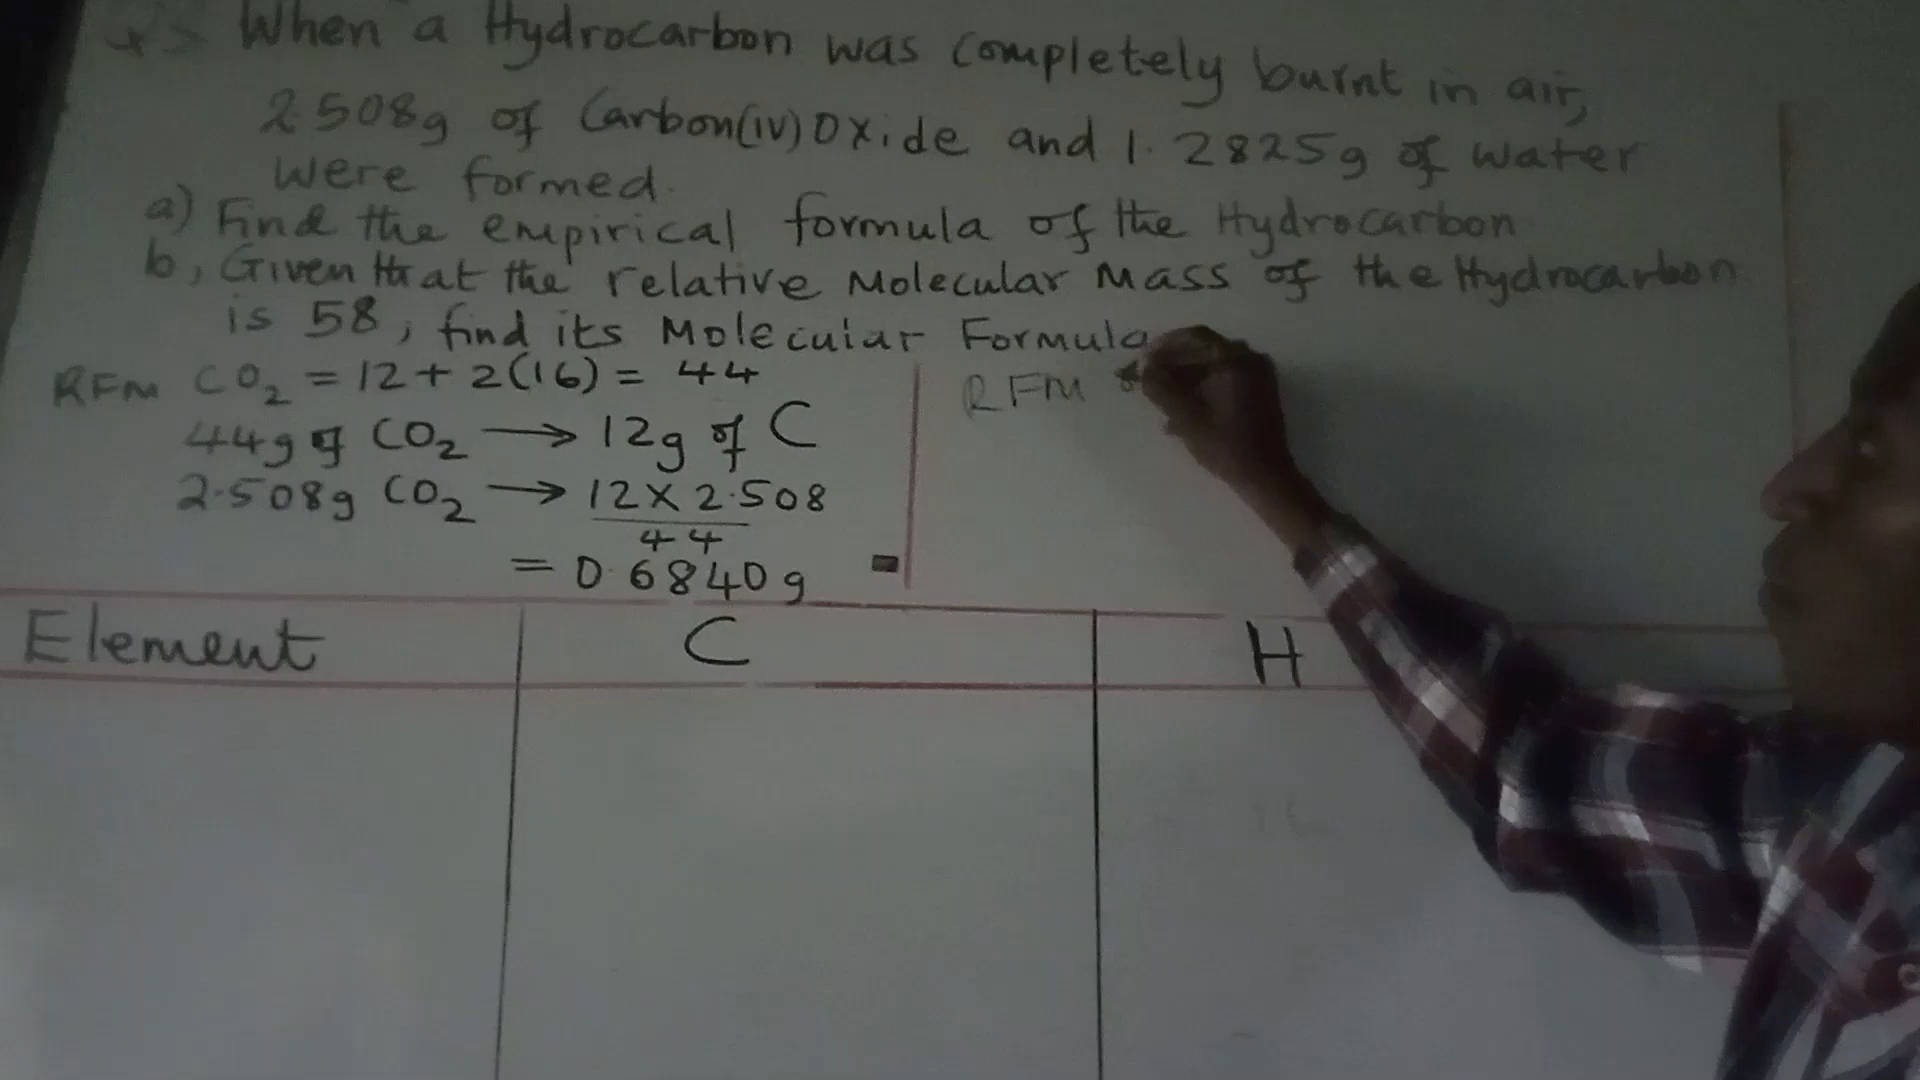 When a Hydrocarbon was completely burnt in air,
2.508g of Carbon(iv)Oxide and 1.2825g of water
were formed.
a) Find the empirical formula of the Hydrocarbon
b, Given that the relative Molecular Mass of the Hydrocarbon
is 58, find its Molecular Formula
RFM CO2 = 12 + 2(16) = 44
44g of CO2 → 12g of C
2.508g CO2 → 12 X 2.508
44
= 0.6840g
RFM
Element C H